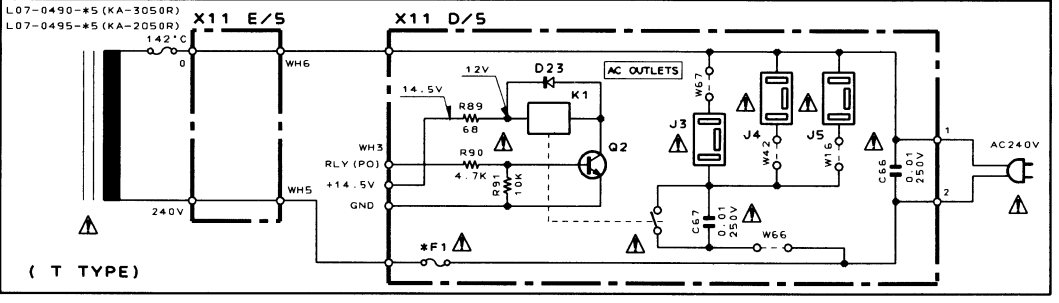 L07-0490-*5 (KA-3050R)
L07-0495-*5 (KA-2050R)
X11 E/5
X11 D/5
142°C
0
WH6
12V
D23
AC OUTLETS
14.5V
K1
R89
68
W67
J3
J4
J5
W42
W16
WH3
RLY (PO)
R90
4.7K
Q2
+14.5V
R91
10K
GND
C66
0.01
250V
1
AC240V
2
WH5
240V
C67
0.01
250V
W66
*F1
( T TYPE)